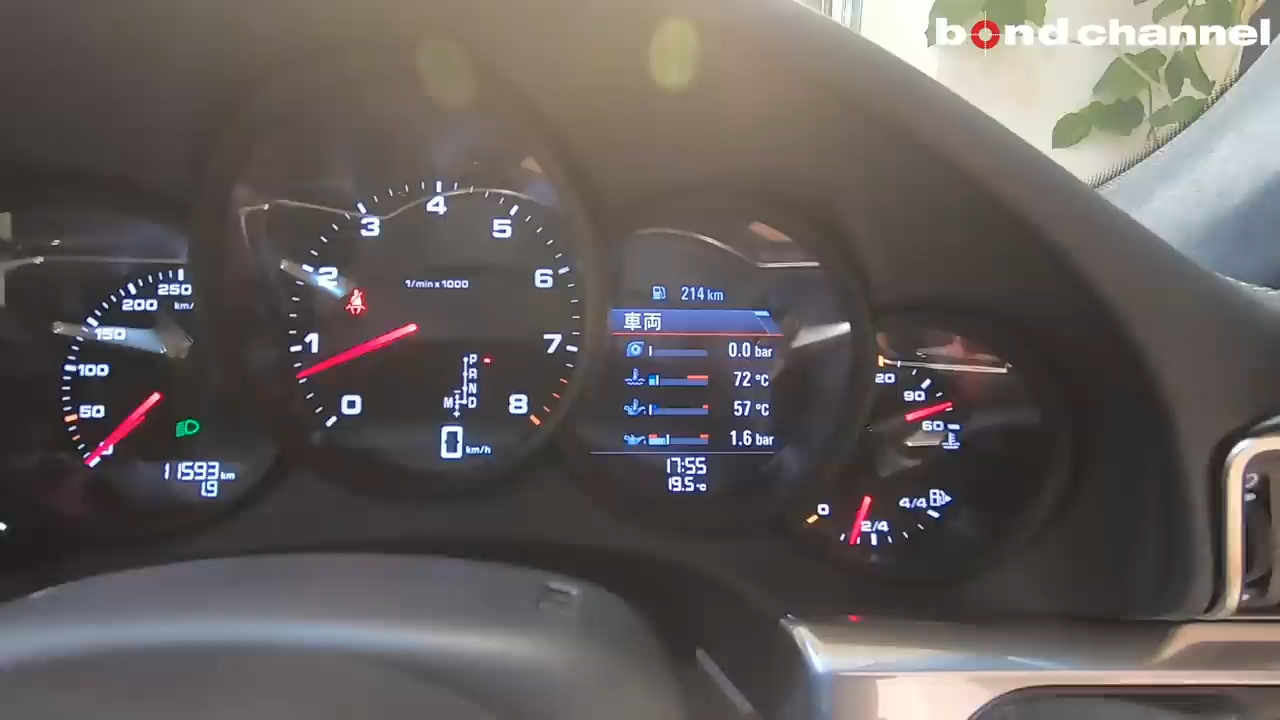 bond channel
250
200
km/
150
100
50
11593 km
1.9
4
3
5
2
6
1/min x 1000
1
7
0
8
P
R
N
M D
+
-
0 km/h
214 km
車両
0.0 bar
72 °C
57 °C
1.6 bar
17:55
19.5 °C
20
90
60
0
2/4
4/4